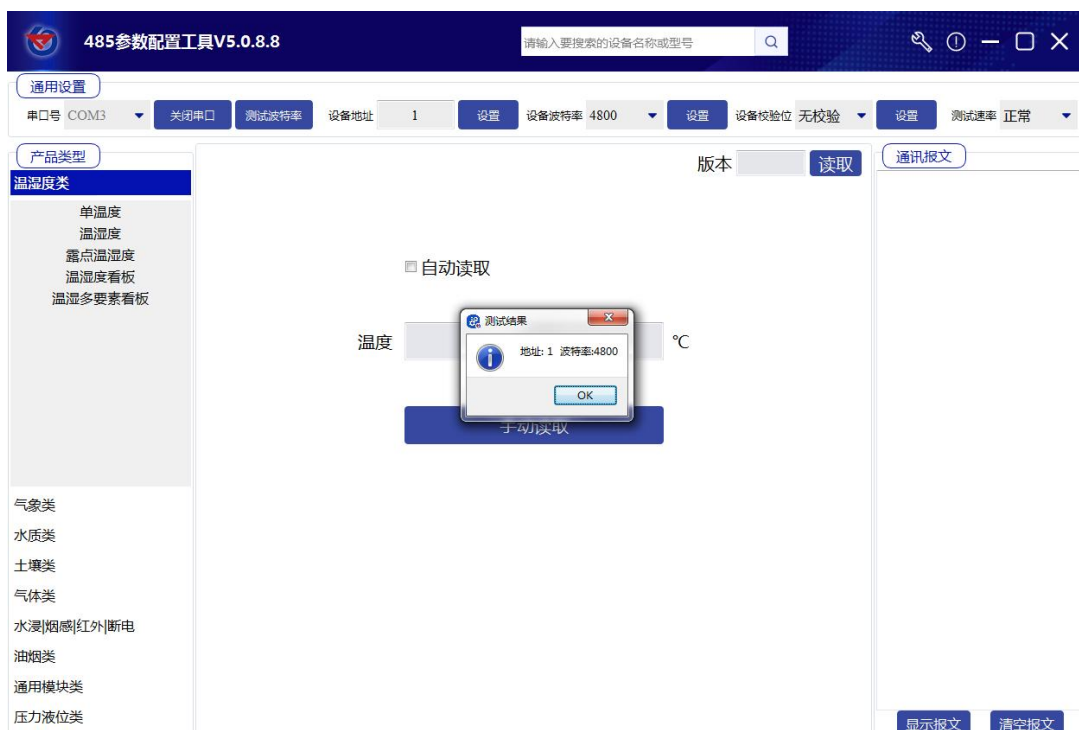 485参数配置工具V5.0.8.8 请输入要搜索的设备名称或型号
通用设置
串口号 COM3 关闭串口 测试波特率 设备地址 1 设置 设备波特率 4800 设置 设备校验位 无校验 设置 测试速率 正常
产品类型
温湿度类
单温度
温湿度
露点温湿度
温湿度看板
温湿多要素看板
气象类
水质类
土壤类
气体类
水浸|烟感|红外|断电
油烟类
通用模块类
压力液位类
版本 读取
自动读取
温度 ℃
手动读取
测试结果
地址: 1 波特率:4800
OK
通讯报文
显示报文 清空报文